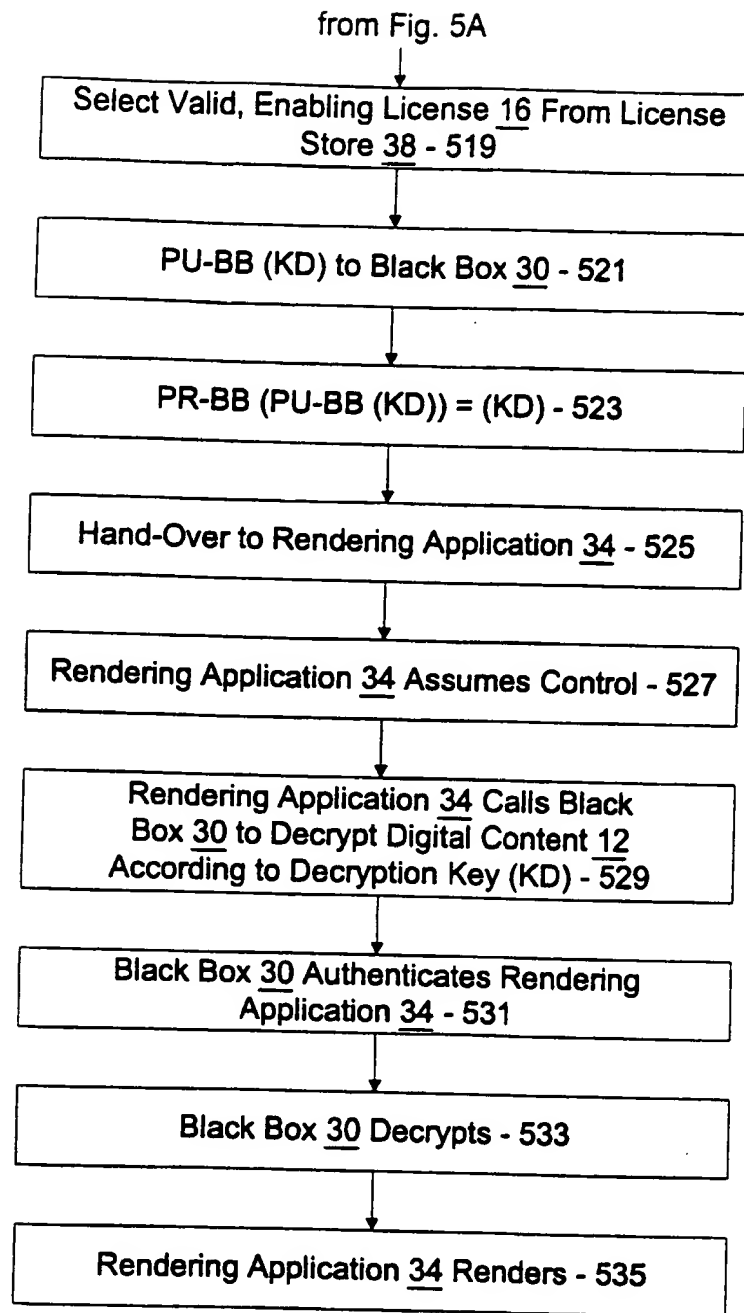 from Fig. 5A
Select Valid, Enabling License 16 From License
Store 38 - 519
PU-BB (KD) to Black Box 30 - 521
PR-BB (PU-BB (KD)) = (KD) - 523
Hand-Over to Rendering Application 34 - 525
Rendering Application 34 Assumes Control - 527
Rendering Application 34 Calls Black
Box 30 to Decrypt Digital Content 12
According to Decryption Key (KD) - 529
Black Box 30 Authenticates Rendering
Application 34 - 531
Black Box 30 Decrypts - 533
Rendering Application 34 Renders - 535